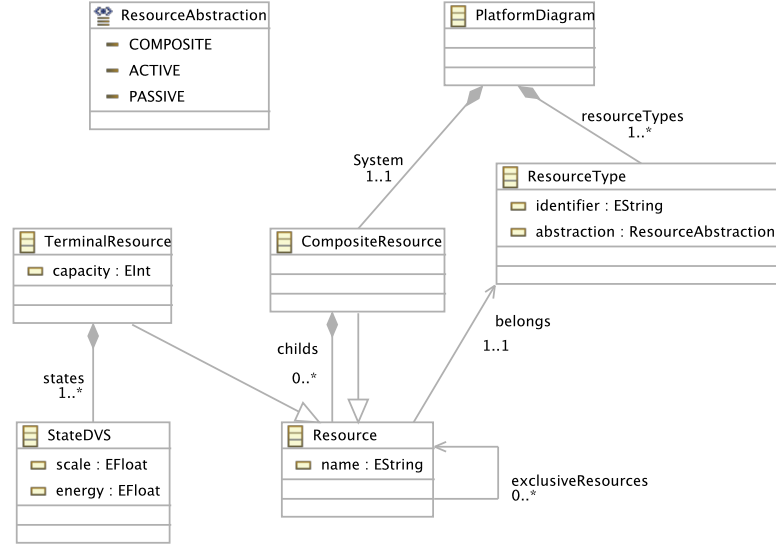 ResourceAbstraction
COMPOSITE
ACTIVE
PASSIVE
PlatformDiagram
resourceTypes
1..*
System
1..1
ResourceType
identifier : EString
abstraction : ResourceAbstraction
TerminalResource
capacity : EInt
CompositeResource
belongs
1..1
childs
0..*
states
1..*
StateDVS
scale : EFloat
energy : EFloat
Resource
name : EString
exclusiveResources
0..*